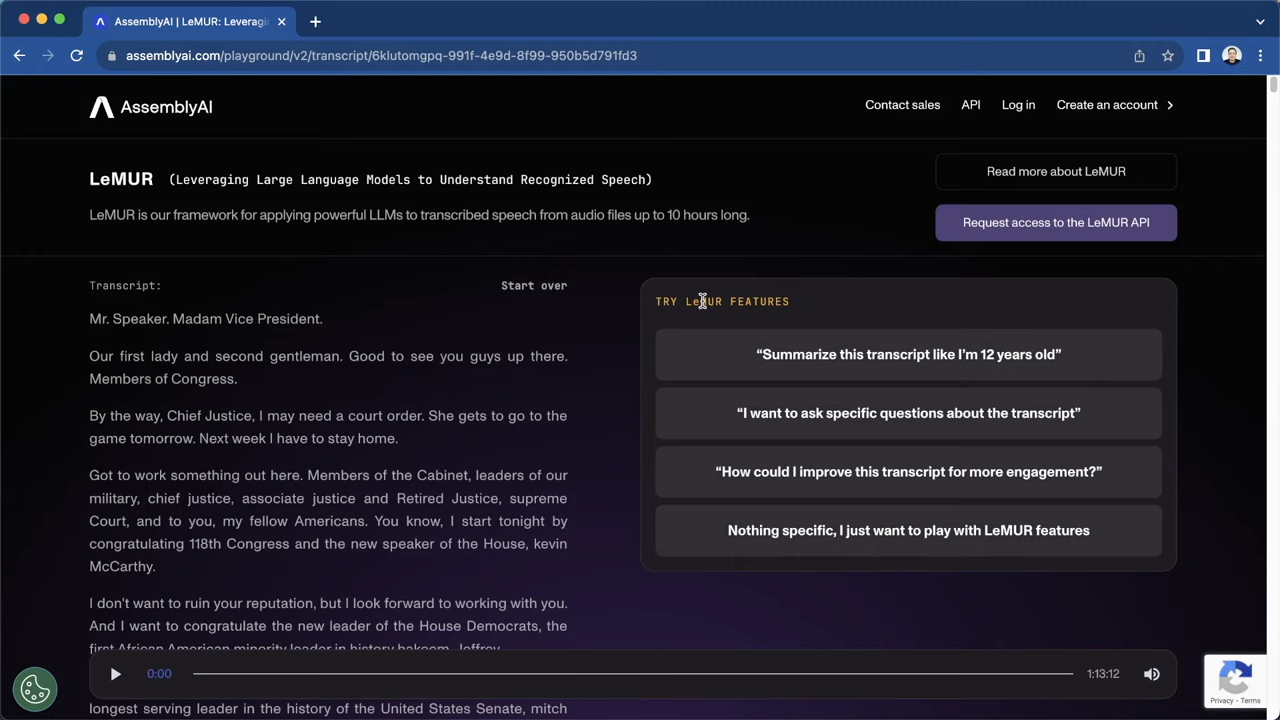 AssemblyAI | LeMUR: Leveragi
assemblyai.com/playground/v2/transcript/6klutomgpq-991f-4e9d-8f99-950b5d791fd3
AssemblyAI
Contact sales
API
Log in
Create an account
LeMUR (Leveraging Large Language Models to Understand Recognized Speech)
LeMUR is our framework for applying powerful LLMs to transcribed speech from audio files up to 10 hours long.
Read more about LeMUR
Request access to the LeMUR API
Transcript:
Start over
Mr. Speaker. Madam Vice President.
Our first lady and second gentleman. Good to see you guys up there.
Members of Congress.
By the way, Chief Justice, I may need a court order. She gets to go to the
game tomorrow. Next week I have to stay home.
Got to work something out here. Members of the Cabinet, leaders of our
military, chief justice, associate justice and Retired Justice, supreme
Court, and to you, my fellow Americans. You know, I start tonight by
congratulating 118th Congress and the new speaker of the House, kevin
McCarthy.
I don't want to ruin your reputation, but I look forward to working with you.
And I want to congratulate the new leader of the House Democrats, the
first African American minority leader in history hakeem Jeffrey.
longest serving leader in the history of the United States Senate, mitch
TRY LeMUR FEATURES
“Summarize this transcript like I’m 12 years old”
“I want to ask specific questions about the transcript”
“How could I improve this transcript for more engagement?”
Nothing specific, I just want to play with LeMUR features
0:00
1:13:12
Privacy - Terms